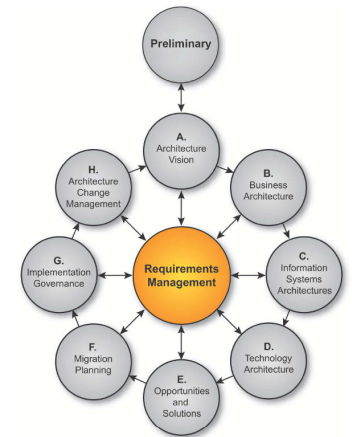 Preliminary
A.
Architecture
Vision
B.
Business
Architecture
C.
Information
Systems
Architectures
D.
Technology
Architecture
E.
Opportunities
and
Solutions
F.
Migration
Planning
G.
Implementation
Governance
H.
Architecture
Change
Management
Requirements
Management